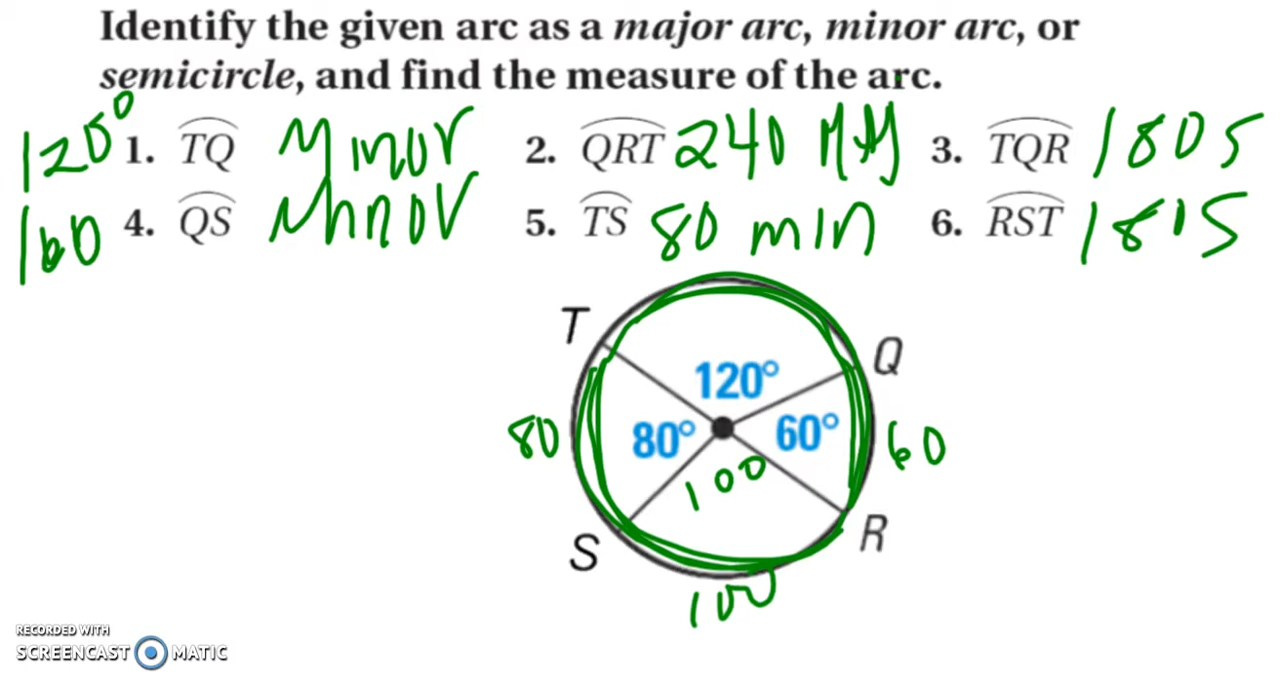 Identify the given arc as a major arc, minor arc, or
semicircle, and find the measure of the arc.
120° 1. TQ Minor 2. QRT 240 MAJ 3. TQR 180 S
160 4. QS Minor 5. TS 80 min 6. RST 180 S
T
Q
120°
80 80° 60° 60
100
S
R
100
RECORDED WITH
SCREENCAST MATIC